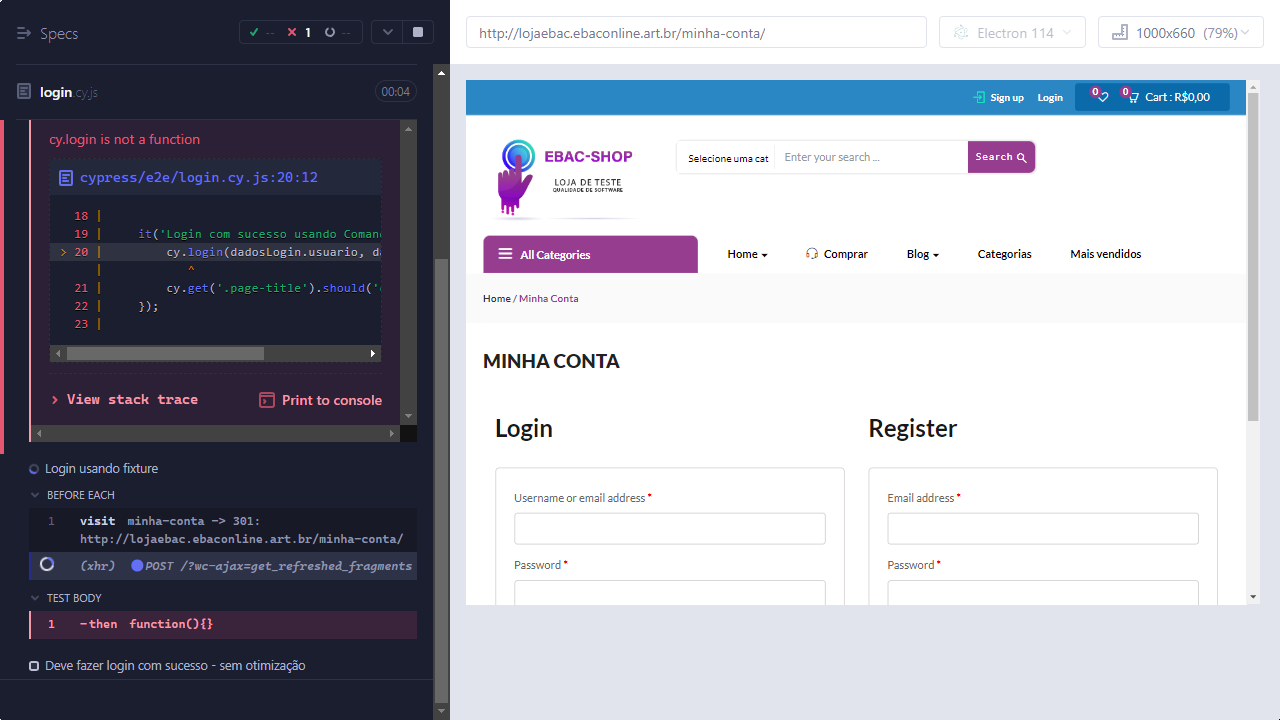 Specs
-- 1 --
login.cy.js
00:04
cy.login is not a function
cypress/e2e/login.cy.js:20:12
18 |
19 | it('Login com sucesso usando Coman
> 20 | cy.login(dadosLogin.usuario, da
| ^
21 | cy.get('.page-title').should('
22 | });
23 |
View stack trace
Print to console
Login usando fixture
BEFORE EACH
1 visit minha-conta -> 301:
http://lojaebac.ebaconline.art.br/minha-conta/
(xhr) POST /?wc-ajax=get_refreshed_fragments
TEST BODY
1 -then function(){}
Deve fazer login com sucesso - sem otimização
http://lojaebac.ebaconline.art.br/minha-conta/
Electron 114
1000x660 (79%)
Sign up
Login
0
0
Cart : R$0,00
EBAC-SHOP
LOJA DE TESTE
QUALIDADE DE SOFTWARE
Selecione uma cat
Enter your search ...
Search
All Categories
Home
Comprar
Blog
Categorias
Mais vendidos
Home / Minha Conta
MINHA CONTA
Login
Username or email address *
Password *
Register
Email address *
Password *